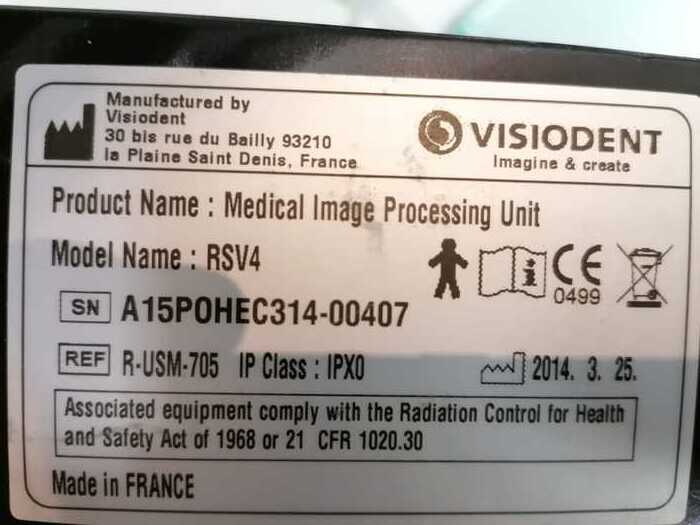 Manufactured by
Visiodent
30 bis rue du Bailly 93210
la Plaine Saint Denis, France
VISIODENT
Imagine & create
Product Name : Medical Image Processing Unit
Model Name : RSV4
CE
0499
SN A15POHEC314-00407
REF R-USM-705 IP Class : IPX0
2014. 3. 25.
Associated equipment comply with the Radiation Control for Health
and Safety Act of 1968 or 21 CFR 1020.30
Made in FRANCE